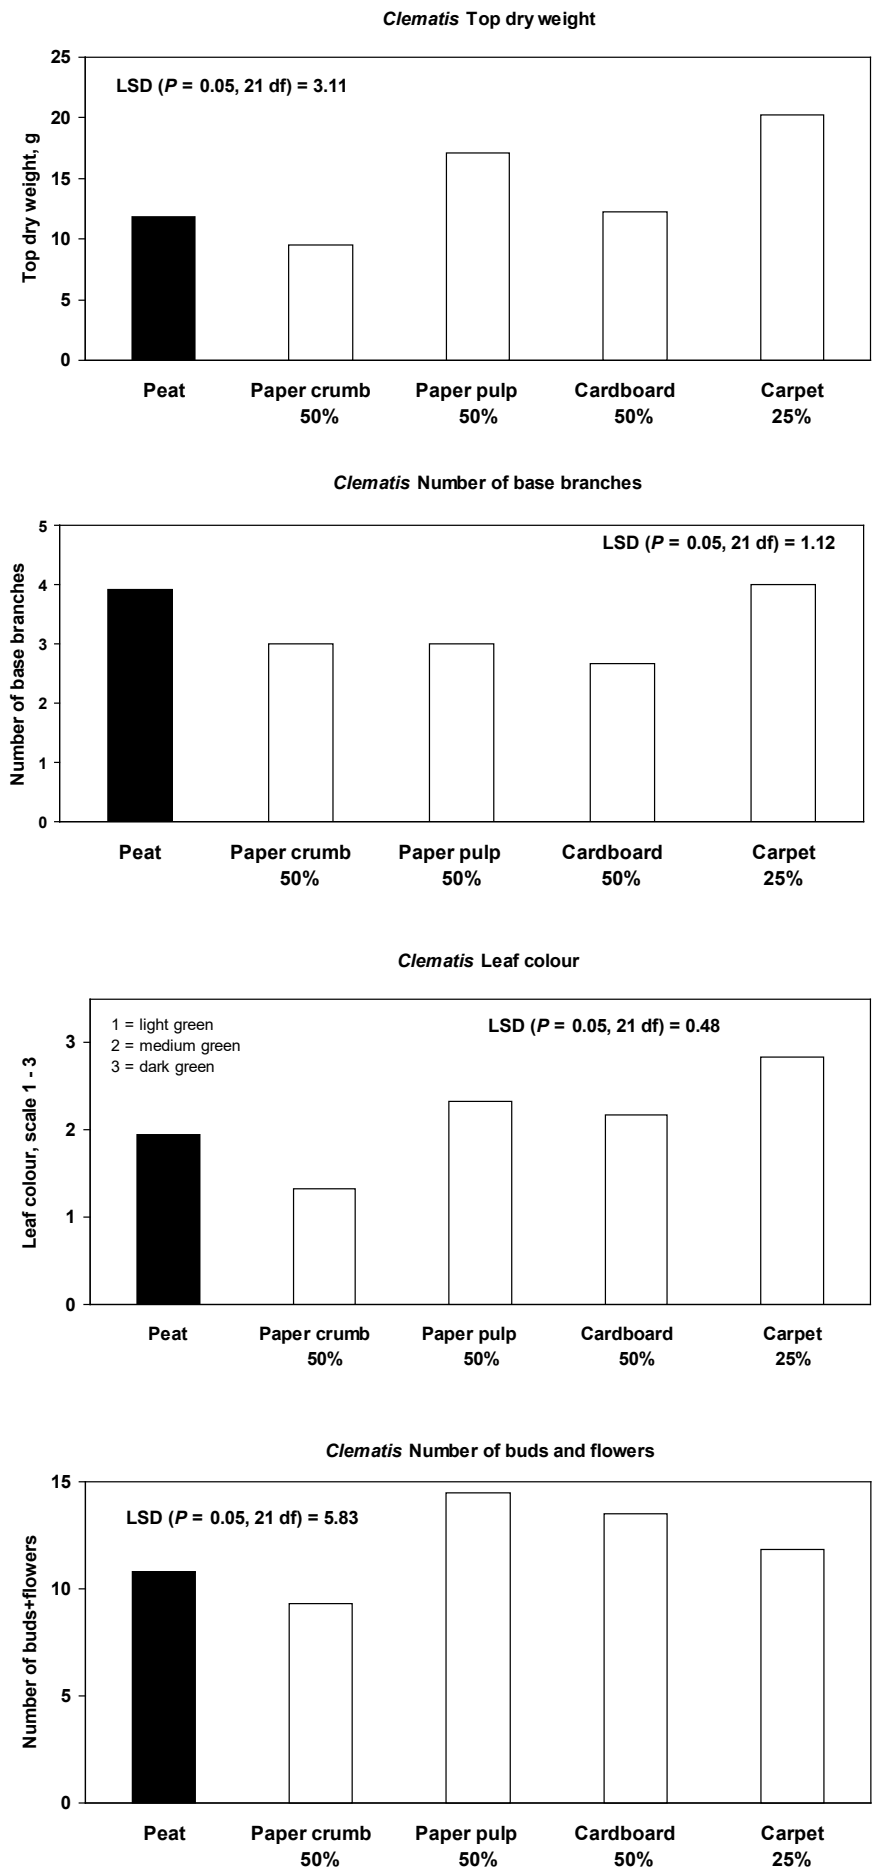 Clematis Top dry weight
25
LSD (P = 0.05, 21 df) = 3.11
20
15
10
5
0
Top dry weight, g
Peat Paper crumb Paper pulp Cardboard Carpet
50% 50% 50% 25%
Clematis Number of base branches
5
LSD (P = 0.05, 21 df) = 1.12
4
3
2
1
0
Number of base branches
Peat Paper crumb Paper pulp Cardboard Carpet
50% 50% 50% 25%
Clematis Leaf colour
1 = light green
LSD (P = 0.05, 21 df) = 0.48
2 = medium green
3 = dark green
3
2
1
0
Leaf colour, scale 1 - 3
Peat Paper crumb Paper pulp Cardboard Carpet
50% 50% 50% 25%
Clematis Number of buds and flowers
15
LSD (P = 0.05, 21 df) = 5.83
10
5
0
Number of buds+flowers
Peat Paper crumb Paper pulp Cardboard Carpet
50% 50% 50% 25%